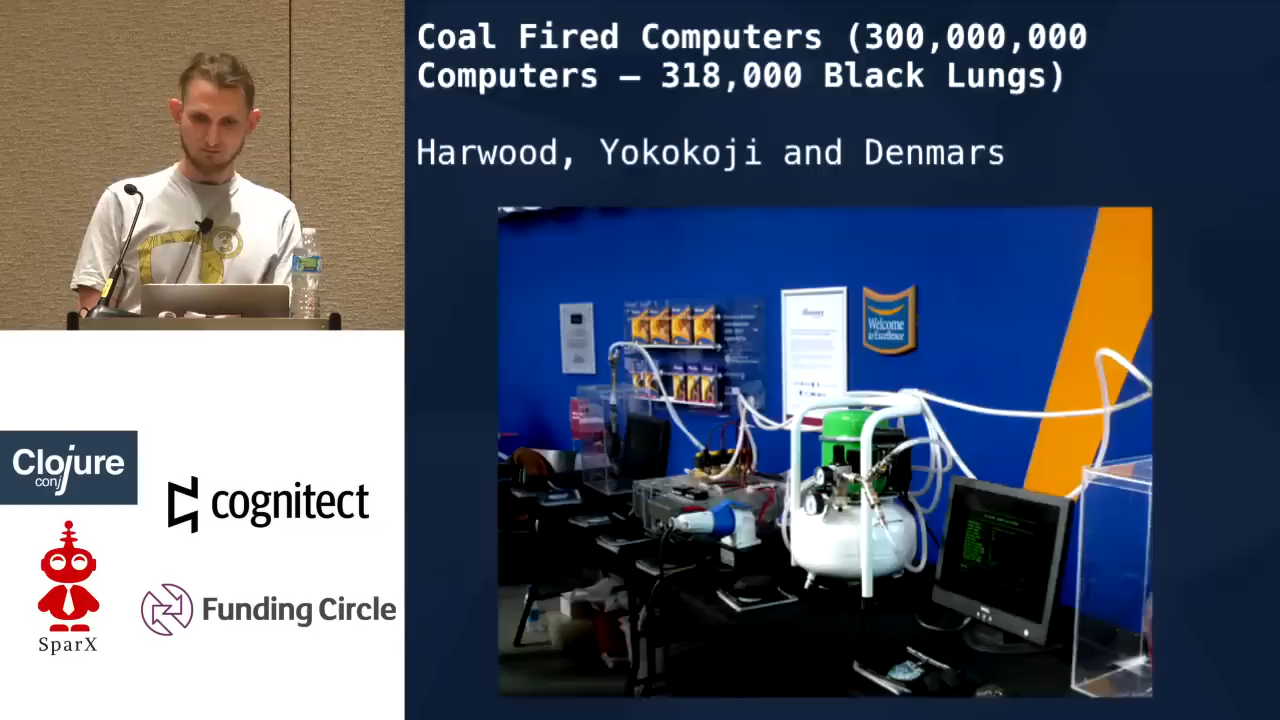 Coal Fired Computers (300,000,000
Computers – 318,000 Black Lungs)
Harwood, Yokokoji and Denmars
Welcome
to Excellence
3
Clojure
conj
cognitect
SparX
Funding Circle